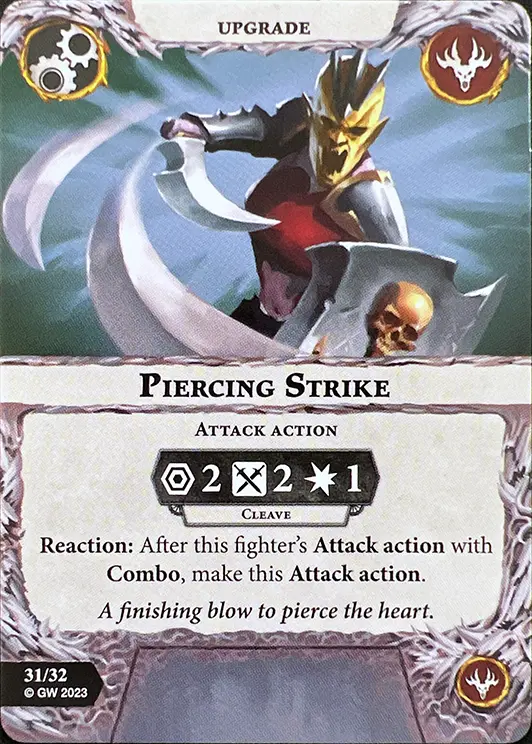 UPGRADE
PIERCING STRIKE
ATTACK ACTION
2 2 1
CLEAVE
Reaction: After this fighter's Attack action with
Combo, make this Attack action.
A finishing blow to pierce the heart.
31/32
© GW 2023